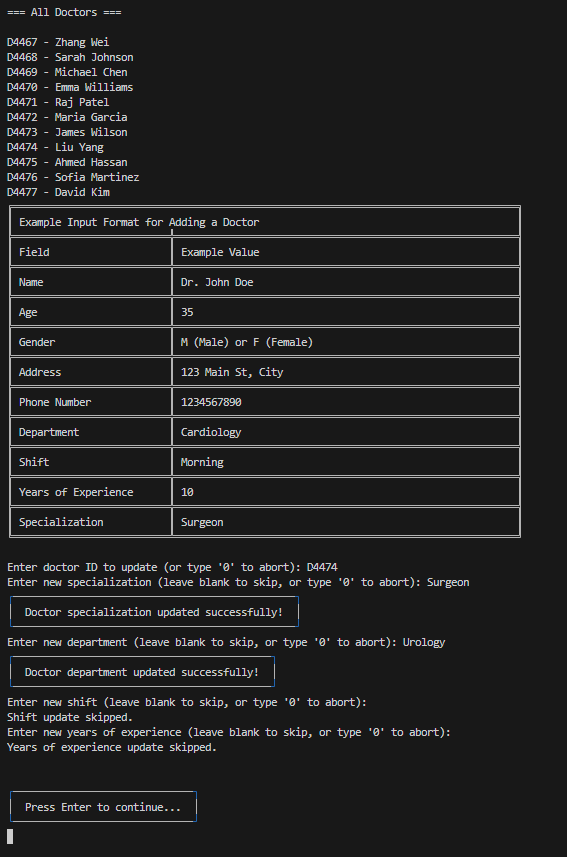 === All Doctors ===
D4467 - Zhang Wei
D4468 - Sarah Johnson
D4469 - Michael Chen
D4470 - Emma Williams
D4471 - Raj Patel
D4472 - Maria Garcia
D4473 - James Wilson
D4474 - Liu Yang
D4475 - Ahmed Hassan
D4476 - Sofia Martinez
D4477 - David Kim
Example Input Format for Adding a Doctor
Field Example Value
Name Dr. John Doe
Age 35
Gender M (Male) or F (Female)
Address 123 Main St, City
Phone Number 1234567890
Department Cardiology
Shift Morning
Years of Experience 10
Specialization Surgeon
Enter doctor ID to update (or type '0' to abort): D4474
Enter new specialization (leave blank to skip, or type '0' to abort): Surgeon
Doctor specialization updated successfully!
Enter new department (leave blank to skip, or type '0' to abort): Urology
Doctor department updated successfully!
Enter new shift (leave blank to skip, or type '0' to abort):
Shift update skipped.
Enter new years of experience (leave blank to skip, or type '0' to abort):
Years of experience update skipped.
Press Enter to continue...